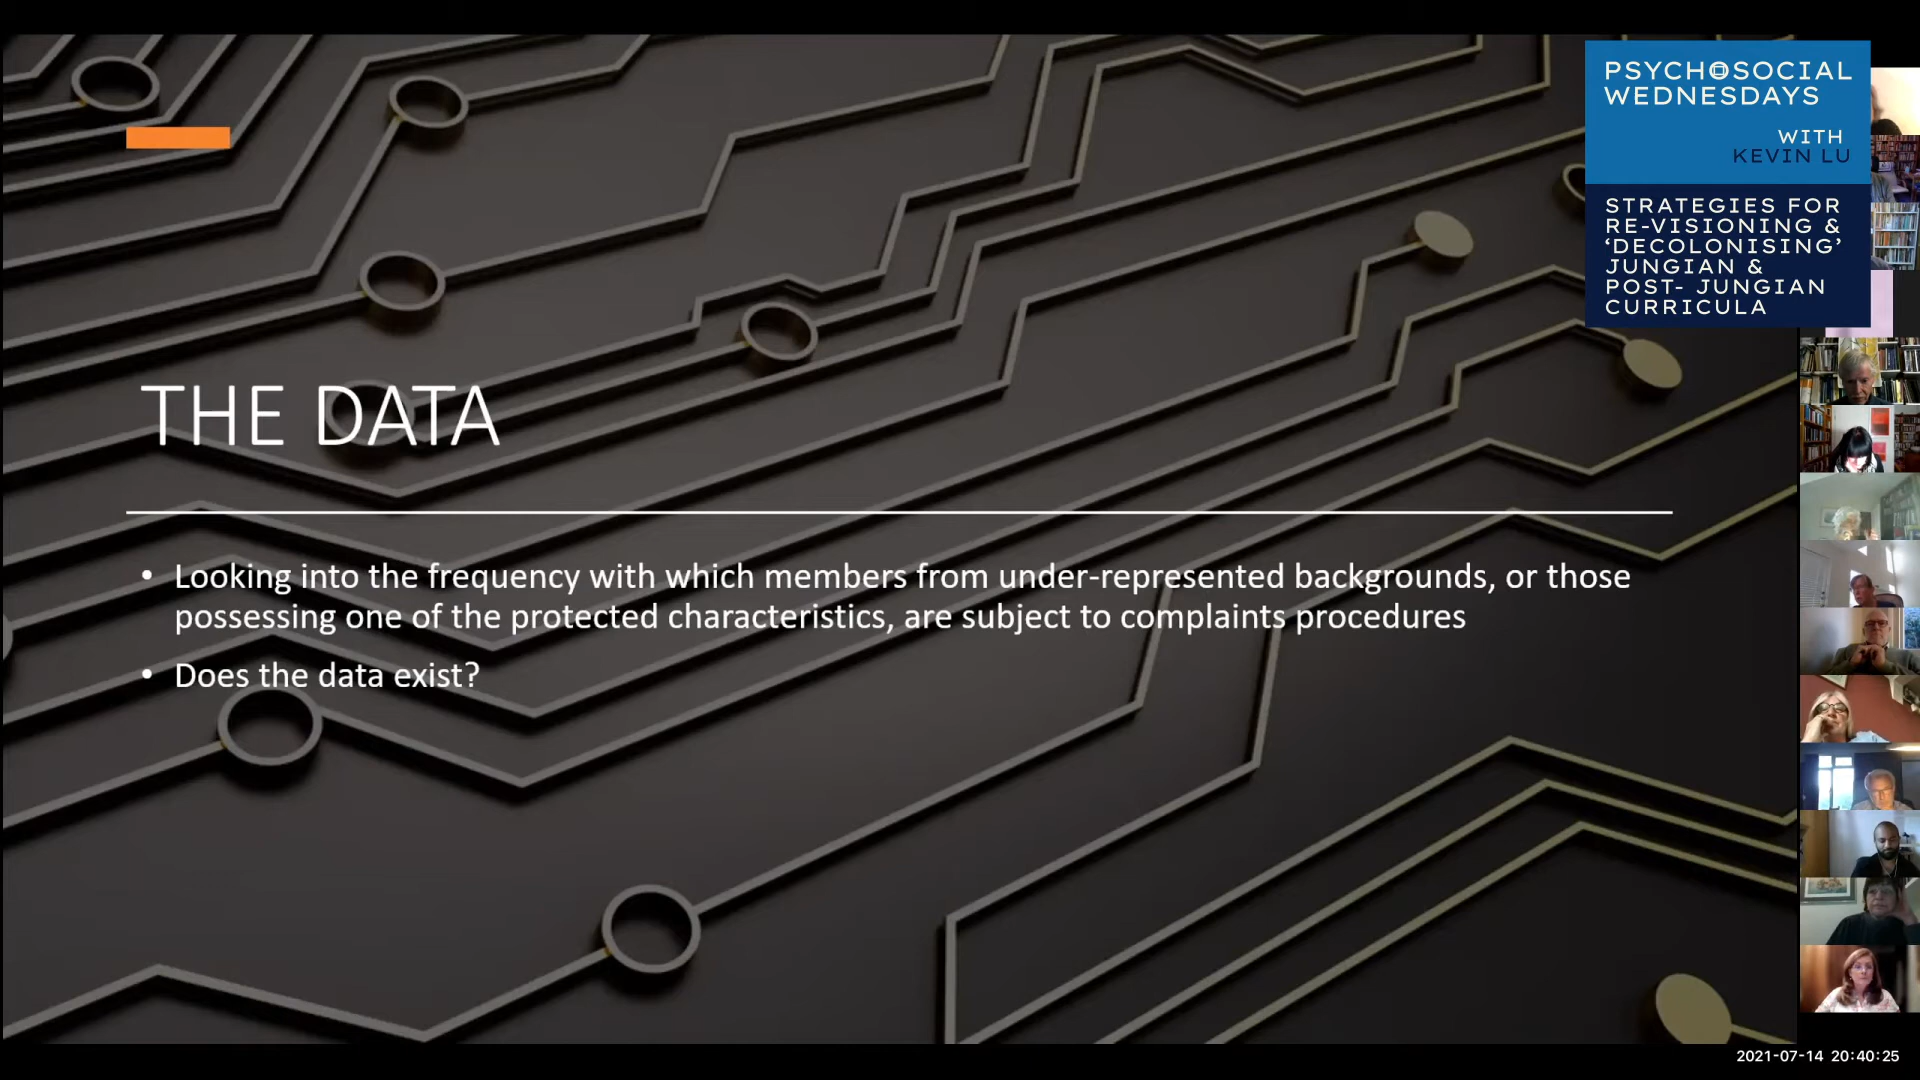 PSYCHOSOCIAL
WEDNESDAYS
WITH
KEVIN LU
STRATEGIES FOR
RE-VISIONING &
‘DECOLONISING’
JUNGIAN &
POST- JUNGIAN
CURRICULA
THE DATA
• Looking into the frequency with which members from under-represented backgrounds, or those
possessing one of the protected characteristics, are subject to complaints procedures
• Does the data exist?
2021-07-14 20:40:25